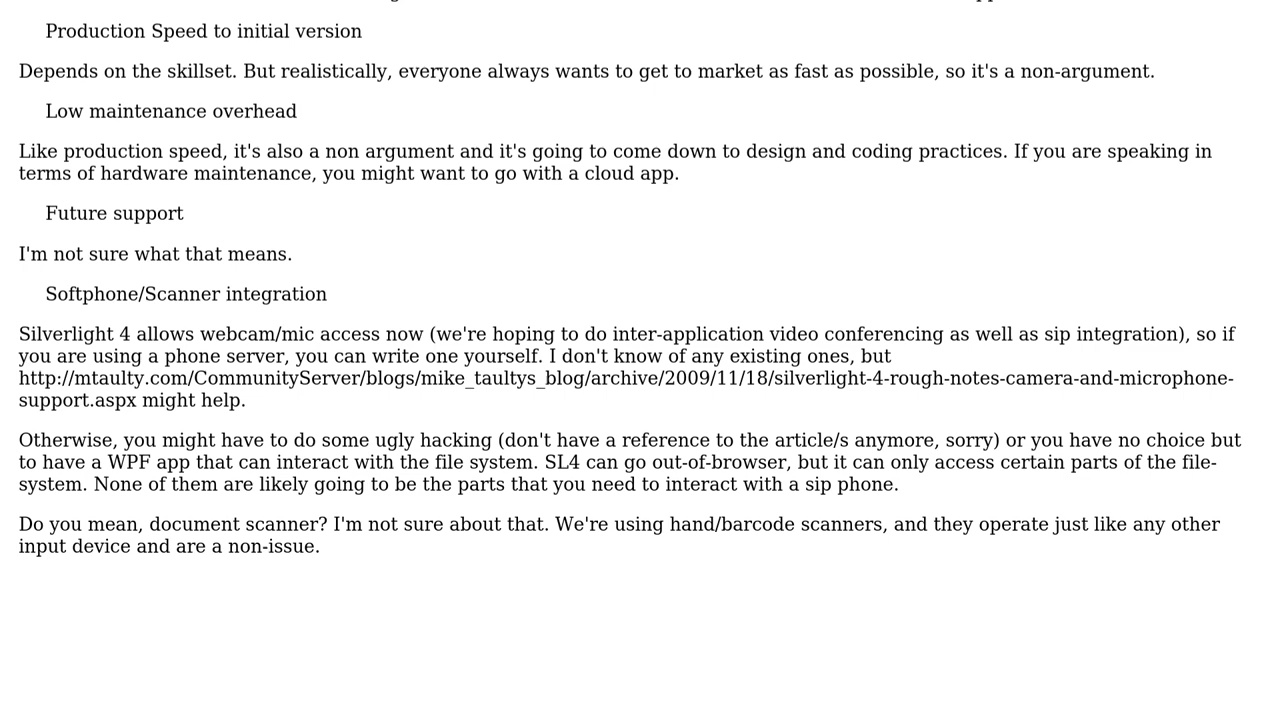 Production Speed to initial version
Depends on the skillset. But realistically, everyone always wants to get to market as fast as possible, so it's a non-argument.
Low maintenance overhead
Like production speed, it's also a non argument and it's going to come down to design and coding practices. If you are speaking in
terms of hardware maintenance, you might want to go with a cloud app.
Future support
I'm not sure what that means.
Softphone/Scanner integration
Silverlight 4 allows webcam/mic access now (we're hoping to do inter-application video conferencing as well as sip integration), so if
you are using a phone server, you can write one yourself. I don't know of any existing ones, but
http://mtaulty.com/CommunityServer/blogs/mike_taultys_blog/archive/2009/11/18/silverlight-4-rough-notes-camera-and-microphone-
support.aspx might help.
Otherwise, you might have to do some ugly hacking (don't have a reference to the article/s anymore, sorry) or you have no choice but
to have a WPF app that can interact with the file system. SL4 can go out-of-browser, but it can only access certain parts of the file-
system. None of them are likely going to be the parts that you need to interact with a sip phone.
Do you mean, document scanner? I'm not sure about that. We're using hand/barcode scanners, and they operate just like any other
input device and are a non-issue.